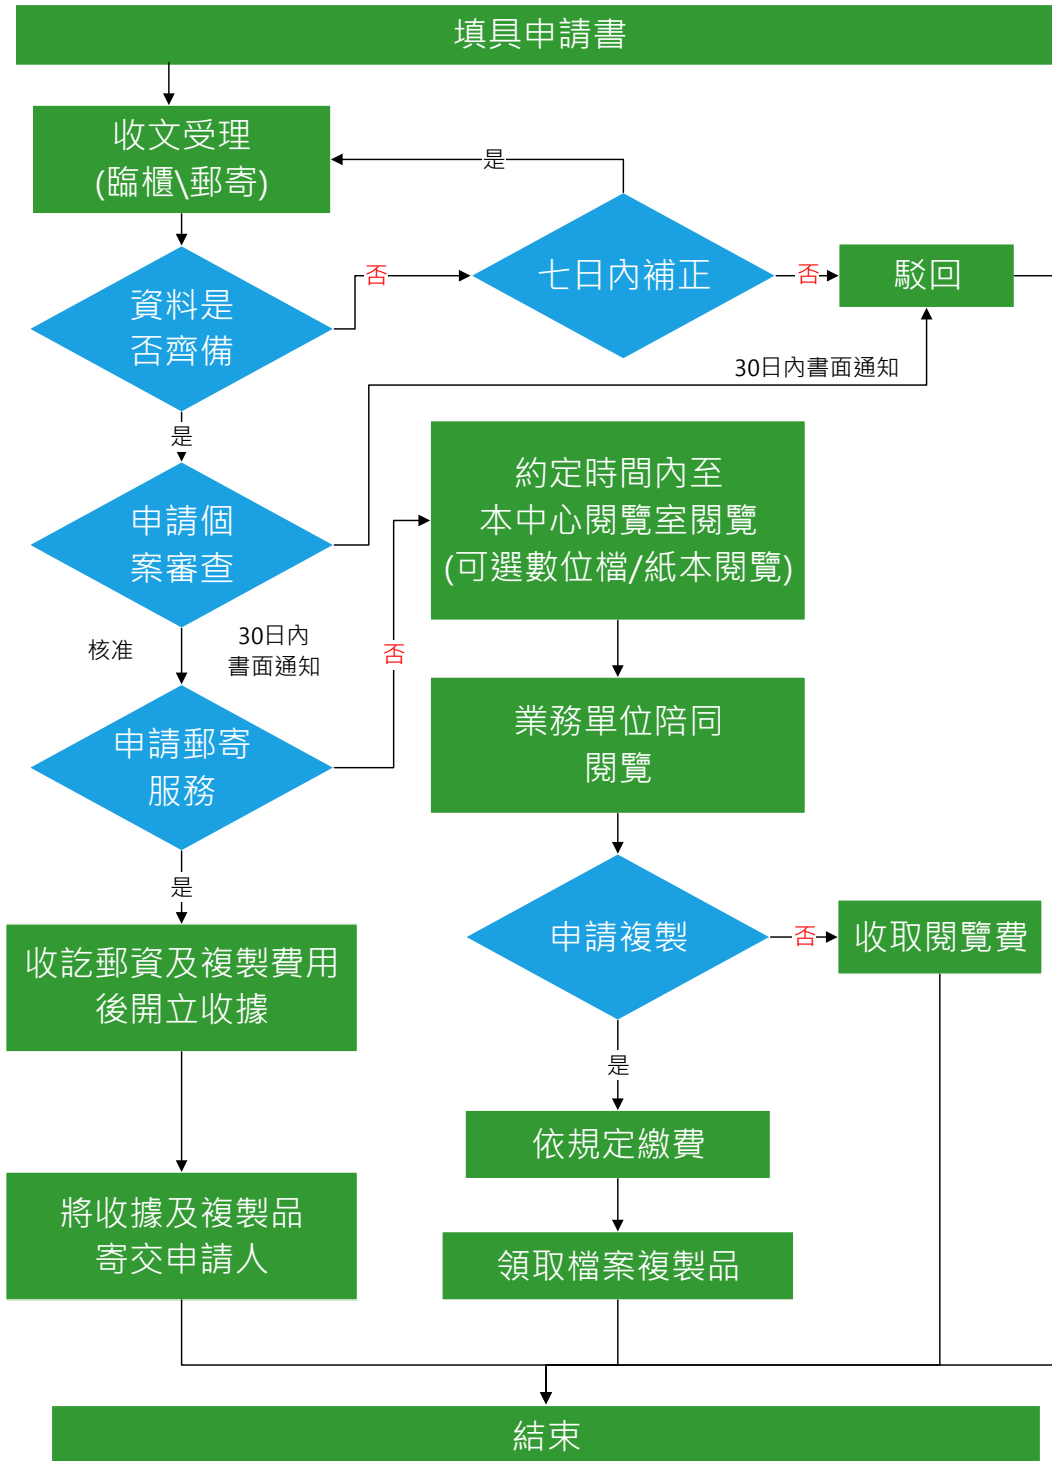 填具申請書
收文受理
(臨櫃\郵寄)
是
資料是
否齊備
否
七日內補正
否
駁回
30日內書面通知
是
申請個
案審查
約定時間內至
本中心閱覽室閱覽
(可選數位檔/紙本閱覽)
核准
30日內
書面通知
否
申請郵寄
服務
業務單位陪同
閱覽
是
收訖郵資及複製費用
後開立收據
申請複製
否
收取閱覽費
是
依規定繳費
將收據及複製品
寄交申請人
領取檔案複製品
結束